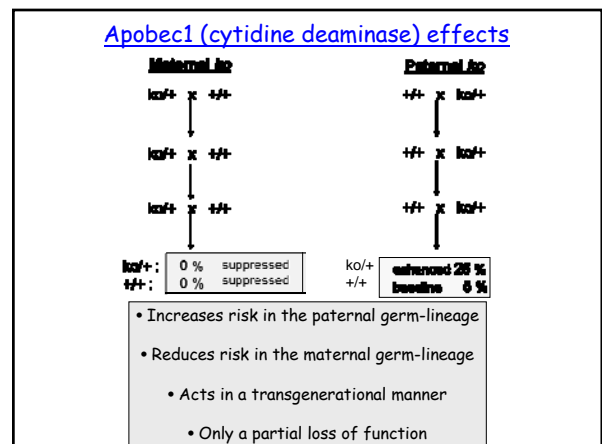 Apobec1 (cytidine deaminase) effects
Maternal ko Paternal ko
ko/+ x +/+ +/+ x ko/+
ko/+ x +/+ +/+ x ko/+
ko/+ x +/+ +/+ x ko/+
ko/+ : 0 % suppressed ko/+ enhanced 25 %
+/+ : 0 % suppressed +/+ baseline %
• Increases risk in the paternal germ-lineage
• Reduces risk in the maternal germ-lineage
• Acts in a transgenerational manner
• Only a partial loss of function